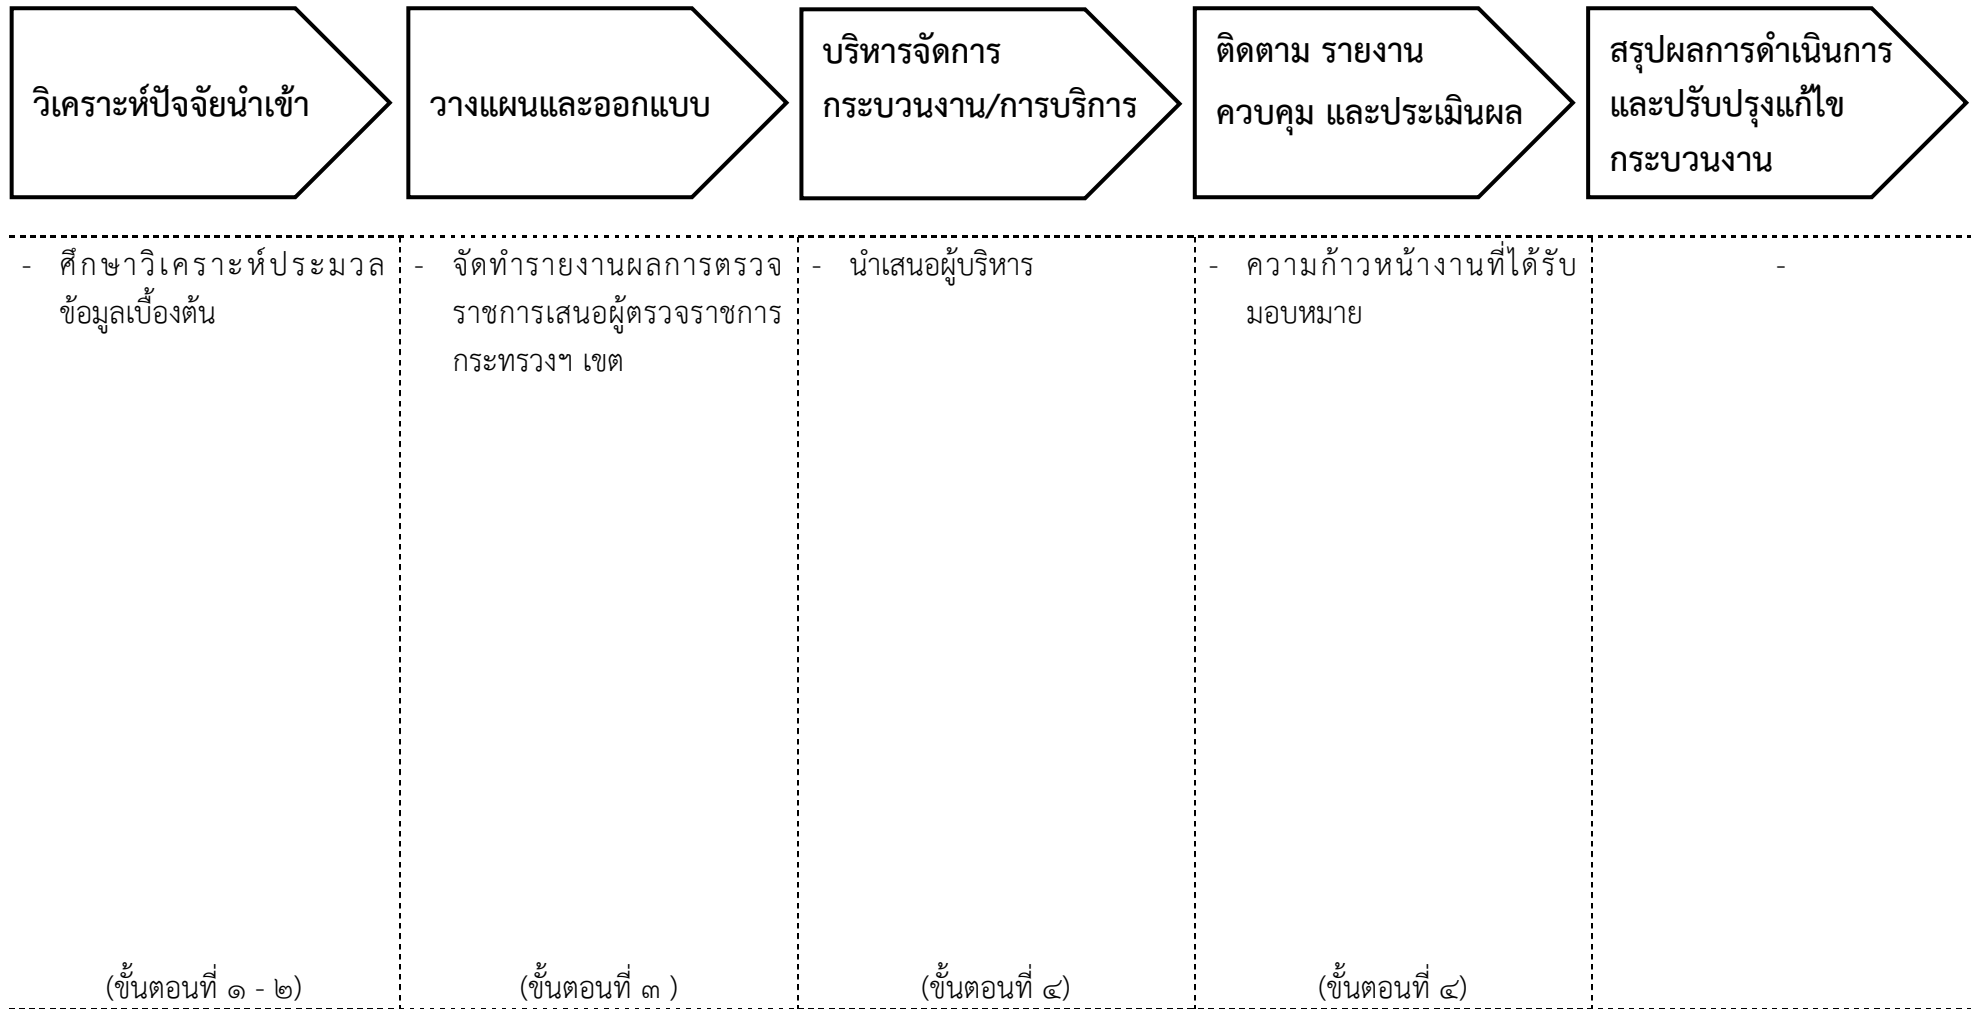 วิเคราะห์ปัจจัยนำเข้า
วางแผนและออกแบบ
บริหารจัดการ
กระบวนงาน/การบริการ
ติดตาม รายงาน
ควบคุม และประเมินผล
สรุปผลการดำเนินการ
และปรับปรุงแก้ไข
กระบวนงาน
- ศึกษาวิเคราะห์ประมวล
ข้อมูลเบื้องต้น
(ขั้นตอนที่ ๑ - ๒)
- จัดทำรายงานผลการตรวจ
ราชการเสนอผู้ตรวจราชการ
กระทรวงฯ เขต
(ขั้นตอนที่ ๓ )
- นำเสนอผู้บริหาร
(ขั้นตอนที่ ๔)
- ความก้าวหน้างานที่ได้รับ
มอบหมาย
(ขั้นตอนที่ ๔)
-